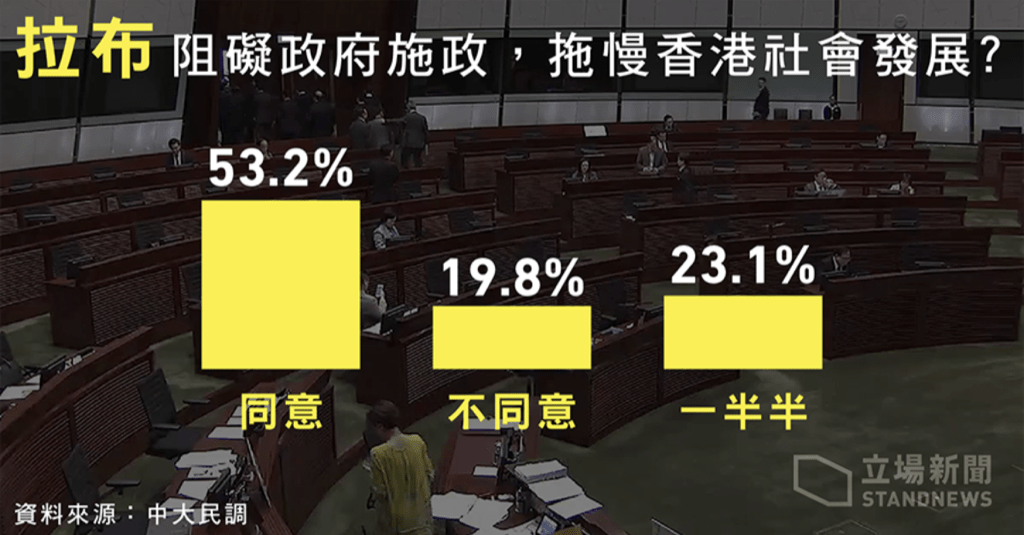 拉布 阻礙政府施政，拖慢香港社會發展？
53.2%
19.8%
23.1%
同意
不同意
一半半
立場新聞
STANDNEWS
資料來源：中大民調